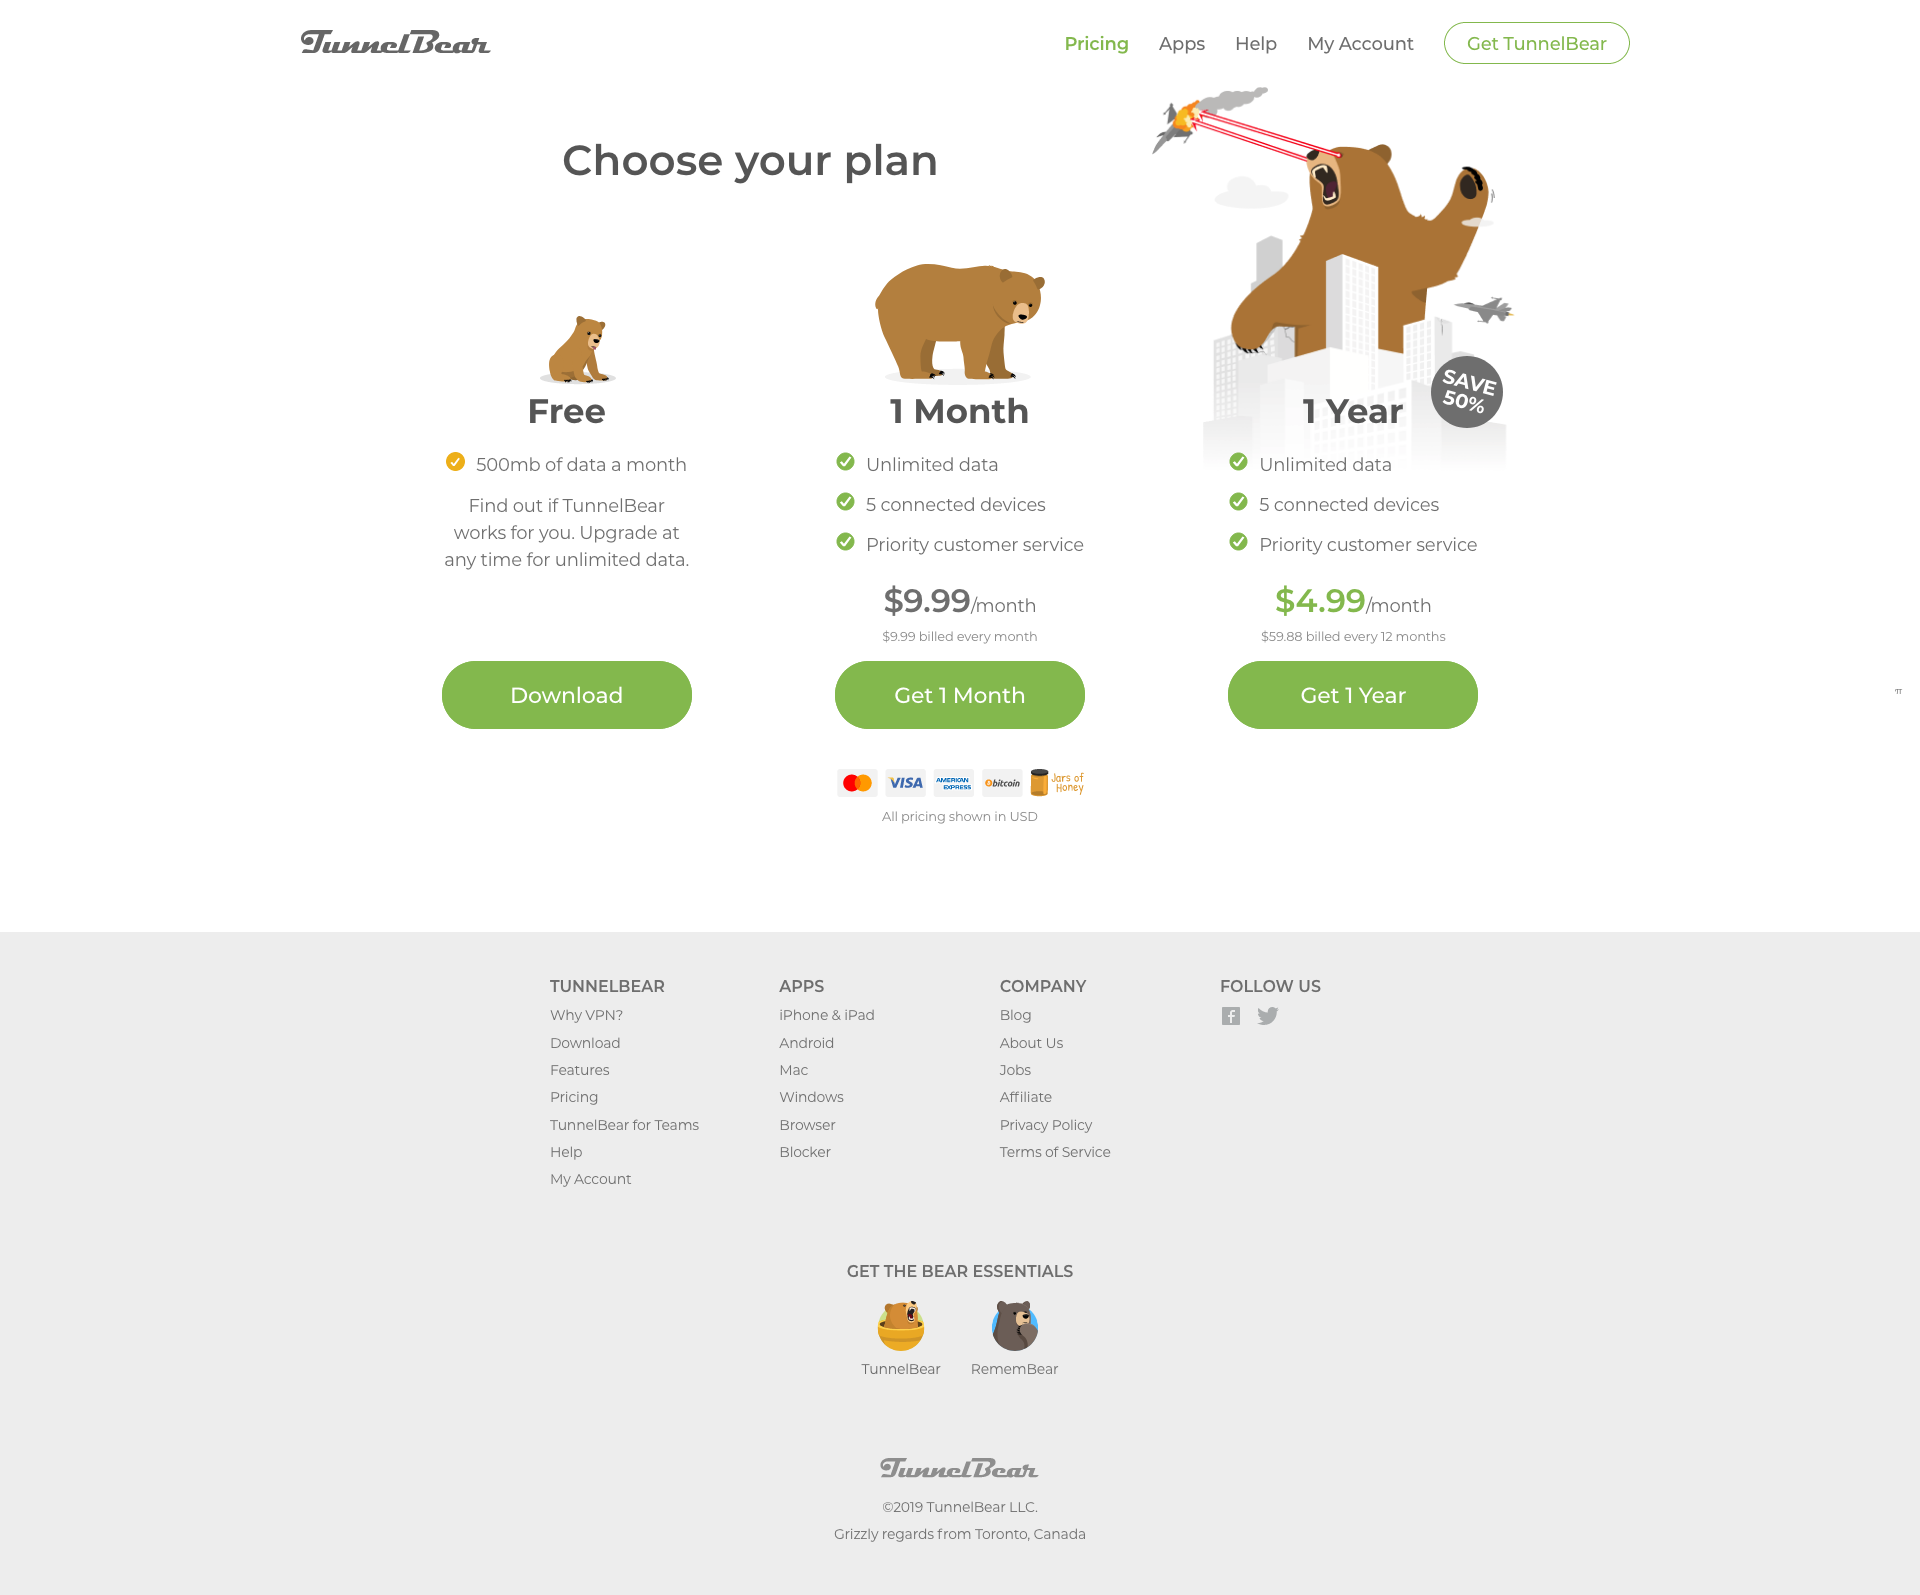 TunnelBear
Pricing
Apps
Help
My Account
Get TunnelBear
Choose your plan
Free
500mb of data a month
Find out if TunnelBear
works for you. Upgrade at
any time for unlimited data.
Download
1 Month
Unlimited data
5 connected devices
Priority customer service
$9.99/month
$9.99 billed every month
Get 1 Month
1 Year
SAVE
50%
Unlimited data
5 connected devices
Priority customer service
$4.99/month
$59.88 billed every 12 months
Get 1 Year
π
VISA
AMERICAN
EXPRESS
bitcoin
Jars of
Honey
All pricing shown in USD
TUNNELBEAR
Why VPN?
Download
Features
Pricing
TunnelBear for Teams
Help
My Account
APPS
iPhone & iPad
Android
Mac
Windows
Browser
Blocker
COMPANY
Blog
About Us
Jobs
Affiliate
Privacy Policy
Terms of Service
FOLLOW US
GET THE BEAR ESSENTIALS
TunnelBear
RememBear
TunnelBear
©2019 TunnelBear LLC.
Grizzly regards from Toronto, Canada